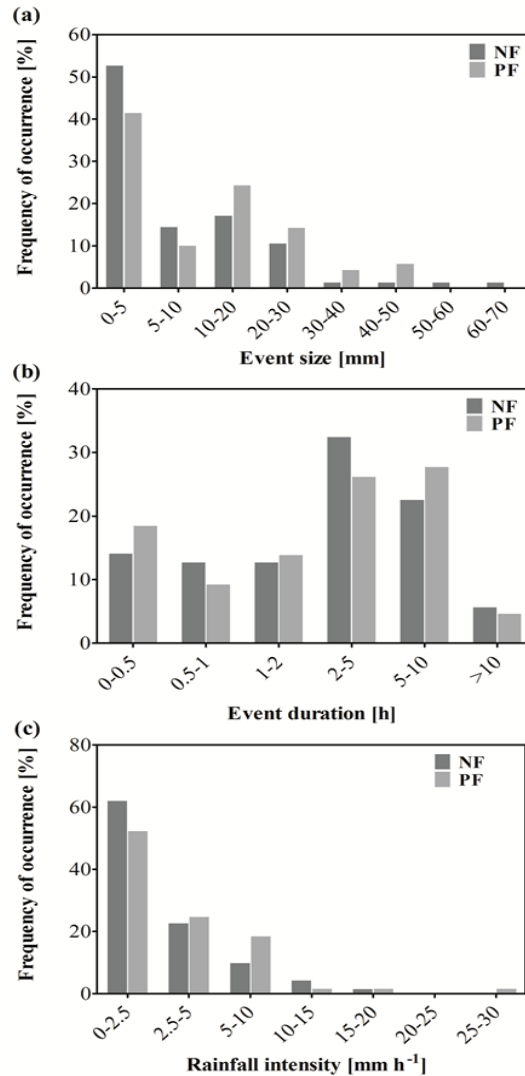 (a)
Frequency of occurrence [%]
60
50
40
30
20
10
0
NF
PF
0-5
5-10
10-20
20-30
30-40
40-50
50-60
60-70
Event size [mm]
(b)
Frequency of occurrence [%]
40
30
20
10
0
NF
PF
0-0.5
0.5-1
1-2
2-5
5-10
>10
Event duration [h]
(c)
Frequency of occurrence [%]
80
60
40
20
0
NF
PF
0-2.5
2.5-5
5-10
10-15
15-20
20-25
25-30
Rainfall intensity [mm h⁻¹]